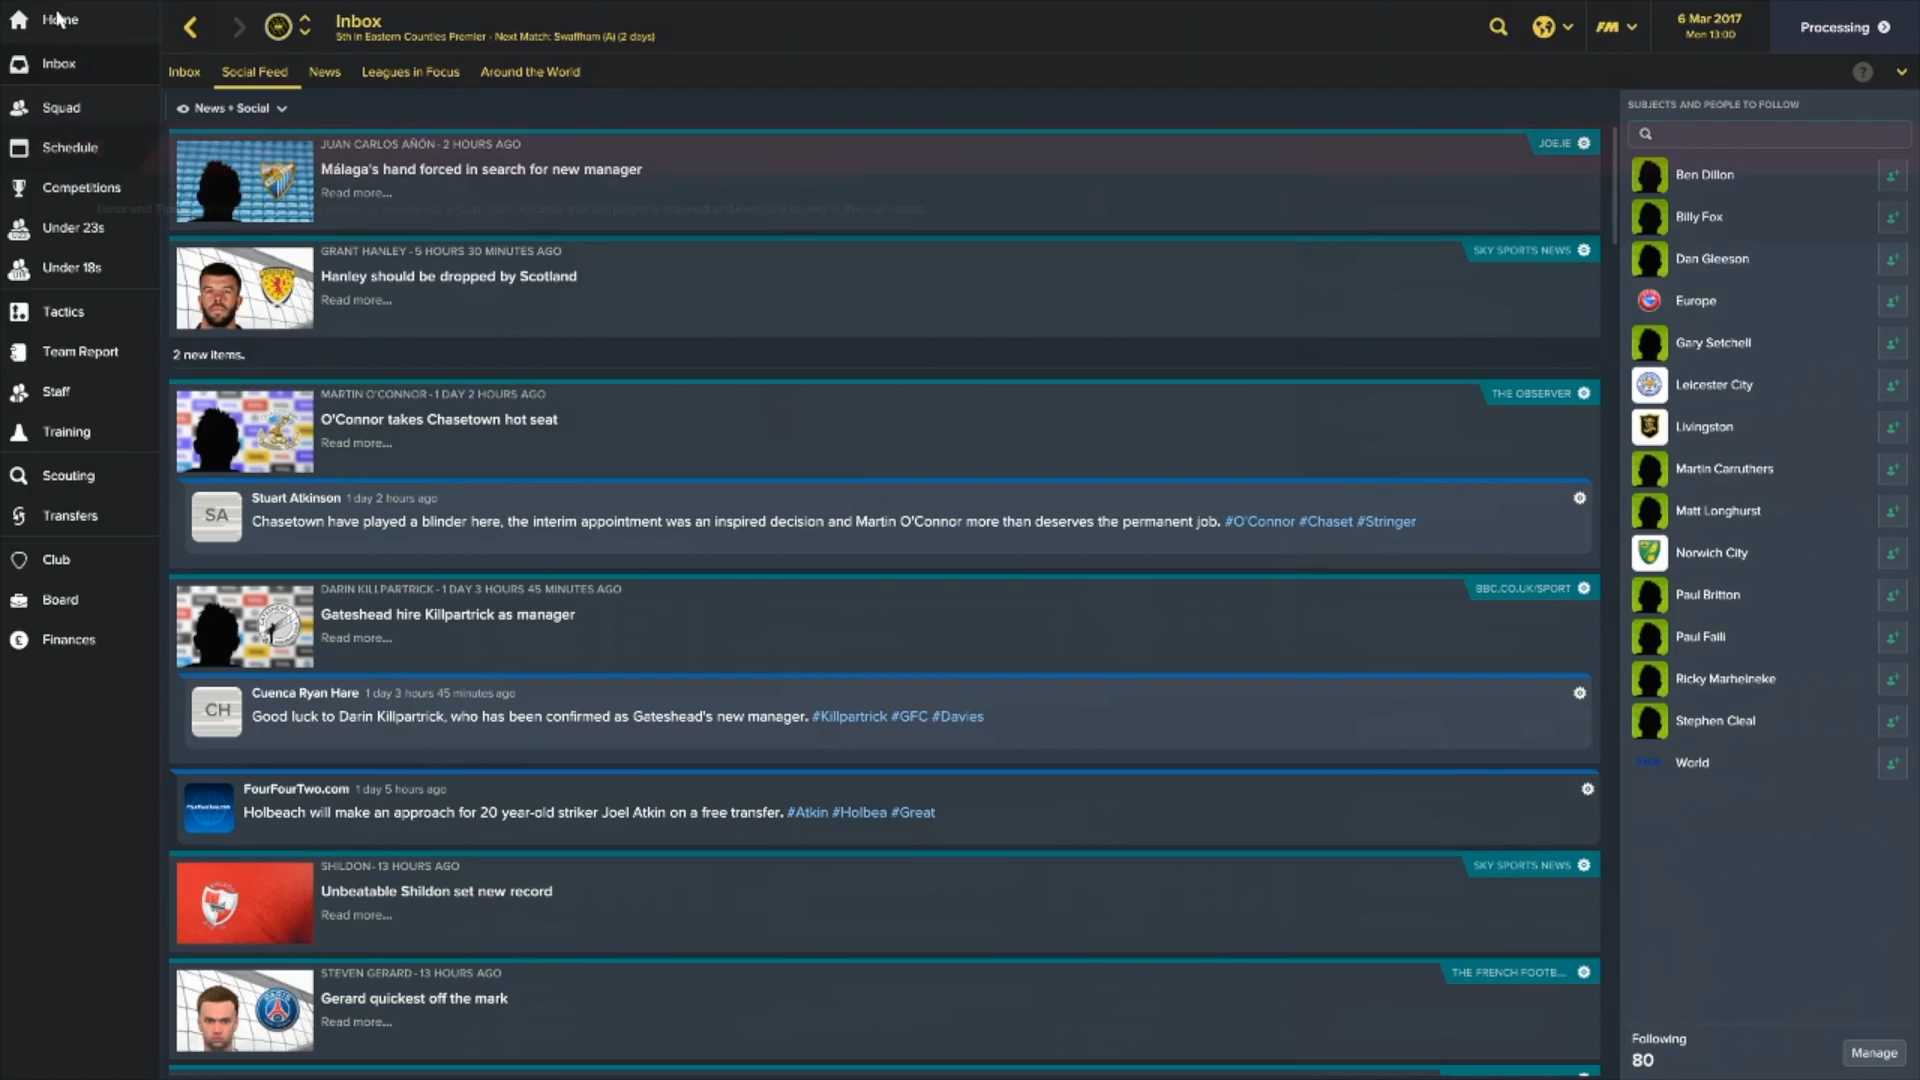 Home
Inbox
Squad
Schedule
Competitions
Under 23s
Under 18s
Tactics
Team Report
Staff
Training
Scouting
Transfers
Club
Board
Finances
Inbox
5th in Eastern Counties Premier - Next Match: Swaffham (A) (2 days)
FM
6 Mar 2017
Mon 13:00
Processing
Inbox Social Feed News Leagues in Focus Around the World
?
News + Social
JUAN CARLOS AÑÓN - 2 HOURS AGO
JOE.IE
Málaga's hand forced in search for new manager
Read more...
GRANT HANLEY - 5 HOURS 30 MINUTES AGO
SKY SPORTS NEWS
Hanley should be dropped by Scotland
Read more...
2 new items.
MARTIN O'CONNOR - 1 DAY 2 HOURS AGO
THE OBSERVER
O'Connor takes Chasetown hot seat
Read more...
SA
Stuart Atkinson 1 day 2 hours ago
Chasetown have played a blinder here, the interim appointment was an inspired decision and Martin O'Connor more than deserves the permanent job. #O'Connor #Chaset #Stringer
DARIN KILLPARTRICK - 1 DAY 3 HOURS 45 MINUTES AGO
BBC.CO.UK/SPORT
Gateshead hire Killpartrick as manager
Read more...
CH
Cuenca Ryan Hare 1 day 3 hours 45 minutes ago
Good luck to Darin Killpartrick, who has been confirmed as Gateshead's new manager. #Killpartrick #GFC #Davies
FourFourTwo.com 1 day 5 hours ago
Holbeach will make an approach for 20 year-old striker Joel Atkin on a free transfer. #Atkin #Holbea #Great
SHILDON - 13 HOURS AGO
SKY SPORTS NEWS
Unbeatable Shildon set new record
Read more...
STEVEN GERARD - 13 HOURS AGO
THE FRENCH FOOTB...
Gerard quickest off the mark
Read more...
SUBJECTS AND PEOPLE TO FOLLOW
Ben Dillon
Billy Fox
Dan Gleeson
Europe
Gary Setchell
Leicester City
Livingston
Martin Carruthers
Matt Longhurst
Norwich City
Paul Britton
Paul Failli
Ricky Marheineke
Stephen Cleal
World
Following
80
Manage